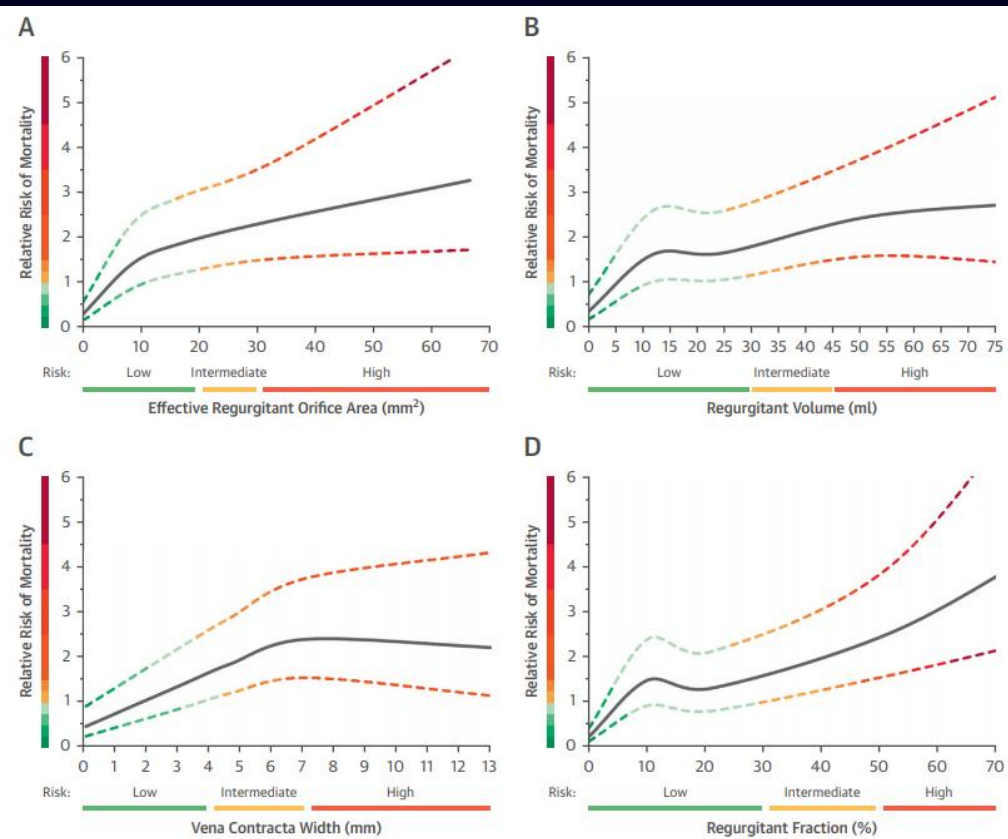 A
Relative Risk of Mortality
6
5
4
3
2
1
0
0 10 20 30 40 50 60 70
Risk: Low Intermediate High
Effective Regurgitant Orifice Area (mm²)
B
Relative Risk of Mortality
6
5
4
3
2
1
0
0 5 10 15 20 25 30 35 40 45 50 55 60 65 70 75
Risk: Low Intermediate High
Regurgitant Volume (ml)
C
Relative Risk of Mortality
6
5
4
3
2
1
0
0 1 2 3 4 5 6 7 8 9 10 11 12 13
Risk: Low Intermediate High
Vena Contracta Width (mm)
D
Relative Risk of Mortality
6
5
4
3
2
1
0
0 10 20 30 40 50 60 70
Risk: Low Intermediate High
Regurgitant Fraction (%)